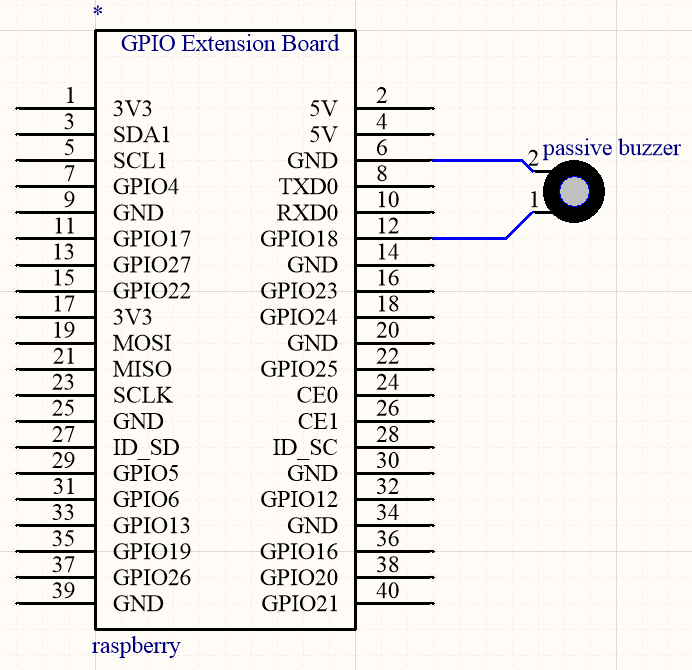 *
GPIO Extension Board
1 3V3 5V 2
3 SDA1 5V 4
5 SCL1 GND 6
2 passive buzzer
7 GPIO4 TXD0 8
9 GND RXD0 10
1
11 GPIO17 GPIO18 12
13 GPIO27 GND 14
15 GPIO22 GPIO23 16
17 3V3 GPIO24 18
19 MOSI GND 20
21 MISO GPIO25 22
23 SCLK CE0 24
25 GND CE1 26
27 ID_SD ID_SC 28
29 GPIO5 GND 30
31 GPIO6 GPIO12 32
33 GPIO13 GND 34
35 GPIO19 GPIO16 36
37 GPIO26 GPIO20 38
39 GND GPIO21 40
raspberry